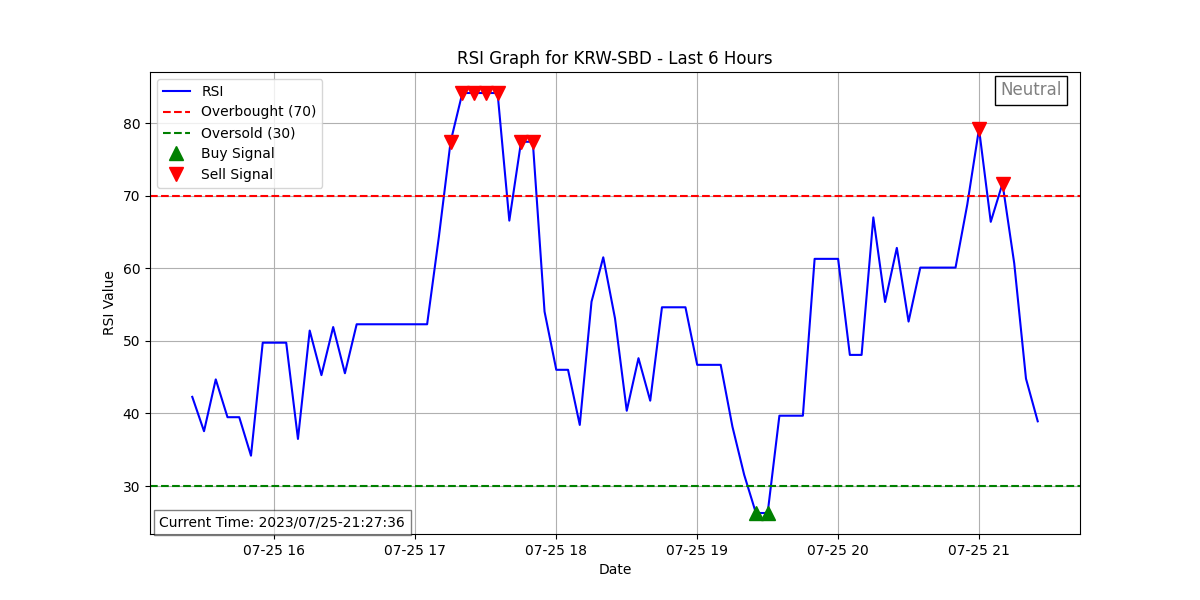 RSI Graph for KRW-SBD - Last 6 Hours
RSI
Overbought (70)
Oversold (30)
Buy Signal
Sell Signal
Neutral
RSI Value
80
70
60
50
40
30
Current Time: 2023/07/25-21:27:36
07-25 16
07-25 17
07-25 18
07-25 19
07-25 20
07-25 21
Date